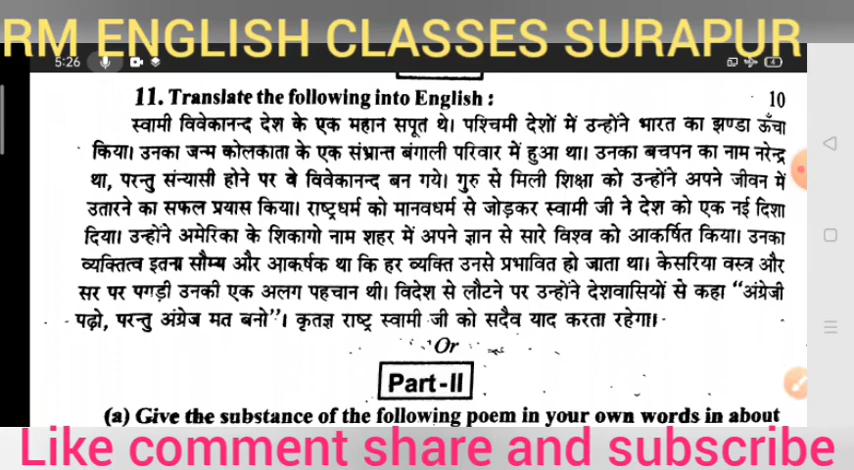 RM ENGLISH CLASSES SURAPUR
5:26
4
11. Translate the following into English : 10
स्वामी विवेकानन्द देश के एक महान सपूत थे। पश्चिमी देशों में उन्होंने भारत का झण्डा ऊँचा
किया। उनका जन्म कोलकाता के एक संभ्रान्त बंगाली परिवार में हुआ था। उनका बचपन का नाम नरेन्द्र
था, परन्तु संन्यासी होने पर वे विवेकानन्द बन गये। गुरु से मिली शिक्षा को उन्होंने अपने जीवन में
उतारने का सफल प्रयास किया। राष्ट्रधर्म को मानवधर्म से जोड़कर स्वामी जी ने देश को एक नई दिशा
दिया। उन्होंने अमेरिका के शिकागो नाम शहर में अपने ज्ञान से सारे विश्व को आकर्षित किया। उनका
व्यक्तित्व इतना सौम्य और आकर्षक था कि हर व्यक्ति उनसे प्रभावित हो जाता था। केसरिया वस्त्र और
सर पर पगड़ी उनकी एक अलग पहचान थी। विदेश से लौटने पर उन्होंने देशवासियों से कहा "अंग्रेजी
पढ़ो, परन्तु अंग्रेज मत बनो"। कृतज्ञ राष्ट्र स्वामी जी को सदैव याद करता रहेगा।
Or
Part-II
(a) Give the substance of the following poem in your own words in about
Like comment share and subscribe